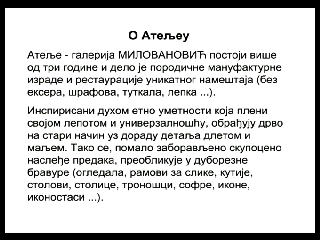 О Атељеу
Атеље - галерија МИЛОВАНОВИЋ постоји више
од три године и дело је породичне мануфактурне
израде и рестаурације уникатног намештаја (без
ексера, шрафова, туткала, лепка ...).
Инспирисани духом етно уметности која плени
својом лепотом и универзалношћу, обрађују дрво
на стари начин уз дораду детаља длетом и
маљем. Тако се, помало заборављено скупоцено
наслеђе предака, преобликује у дуборезне
бравуре (огледала, рамови за слике, кутије,
столови, столице, троношци, софре, иконе,
иконостаси ...).